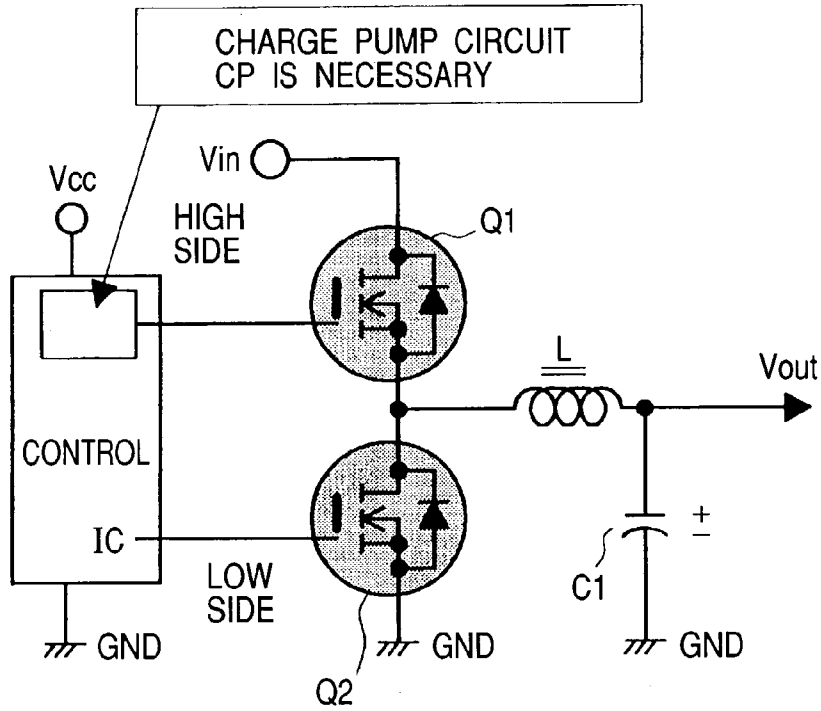 CHARGE PUMP CIRCUIT
CP IS NECESSARY
Vin
Vcc
HIGH
SIDE
Q1
L
Vout
CONTROL
IC
LOW
SIDE
C1
+
−
GND
GND
GND
Q2